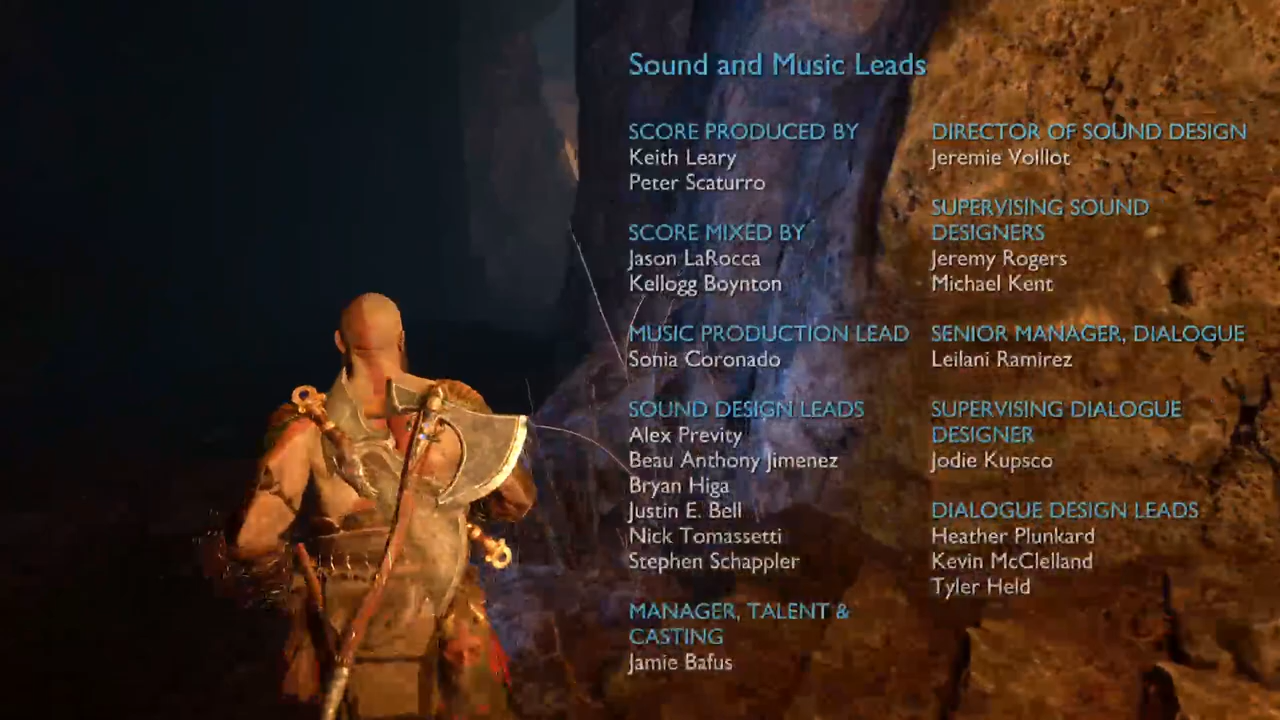 Sound and Music Leads
SCORE PRODUCED BY
Keith Leary
Peter Scaturro
SCORE MIXED BY
Jason LaRocca
Kellogg Boynton
MUSIC PRODUCTION LEAD
Sonia Coronado
SOUND DESIGN LEADS
Alex Previty
Beau Anthony Jimenez
Bryan Higa
Justin E. Bell
Nick Tomassetti
Stephen Schappler
MANAGER, TALENT &
CASTING
Jamie Bafus
DIRECTOR OF SOUND DESIGN
Jeremie Voillot
SUPERVISING SOUND
DESIGNERS
Jeremy Rogers
Michael Kent
SENIOR MANAGER, DIALOGUE
Leilani Ramirez
SUPERVISING DIALOGUE
DESIGNER
Jodie Kupsco
DIALOGUE DESIGN LEADS
Heather Plunkard
Kevin McClelland
Tyler Held